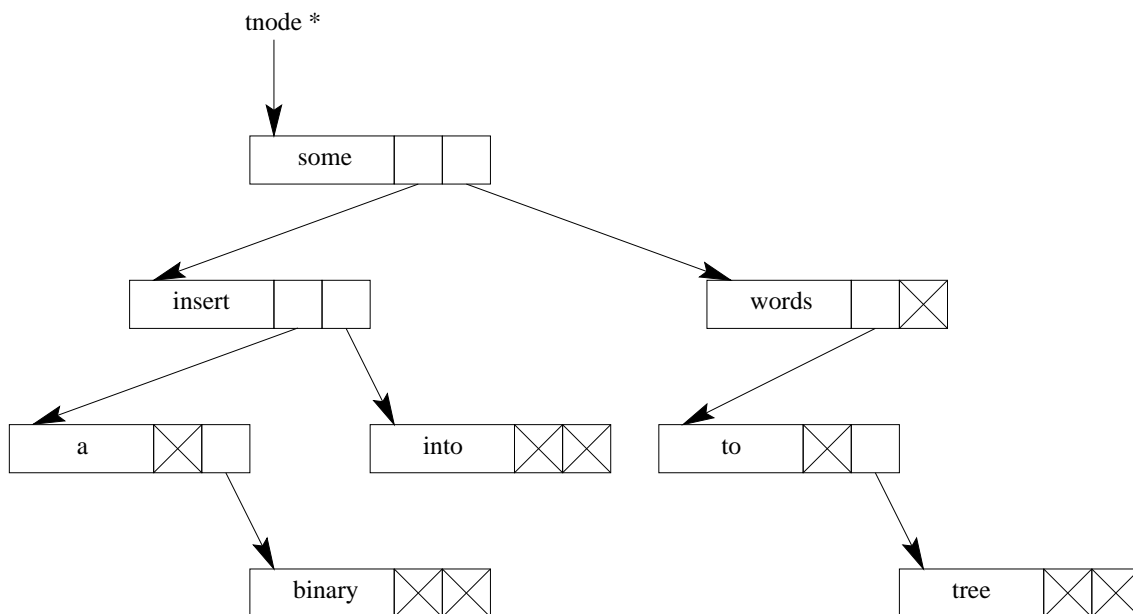 tnode *
some
insert
words
a
into
to
binary
tree